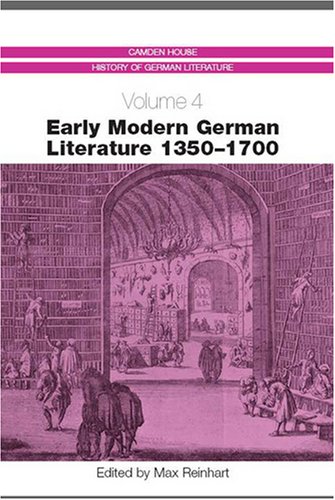 CAMDEN HOUSE
HISTORY OF GERMAN LITERATURE
Volume 4
Early Modern German
Literature 1350–1700
Edited by Max Reinhart